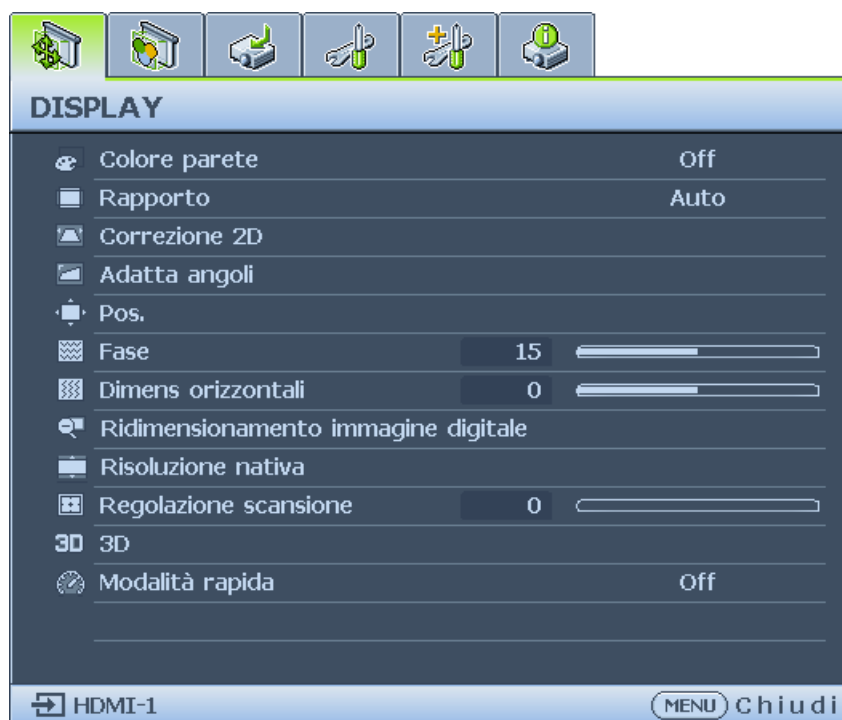 DISPLAY
Colore parete Off
Rapporto Auto
Correzione 2D
Adatta angoli
Pos.
Fase 15
Dimens orizzontali 0
Ridimensionamento immagine digitale
Risoluzione nativa
Regolazione scansione 0
3D 3D
Modalità rapida Off
HDMI-1 MENU Chiudi